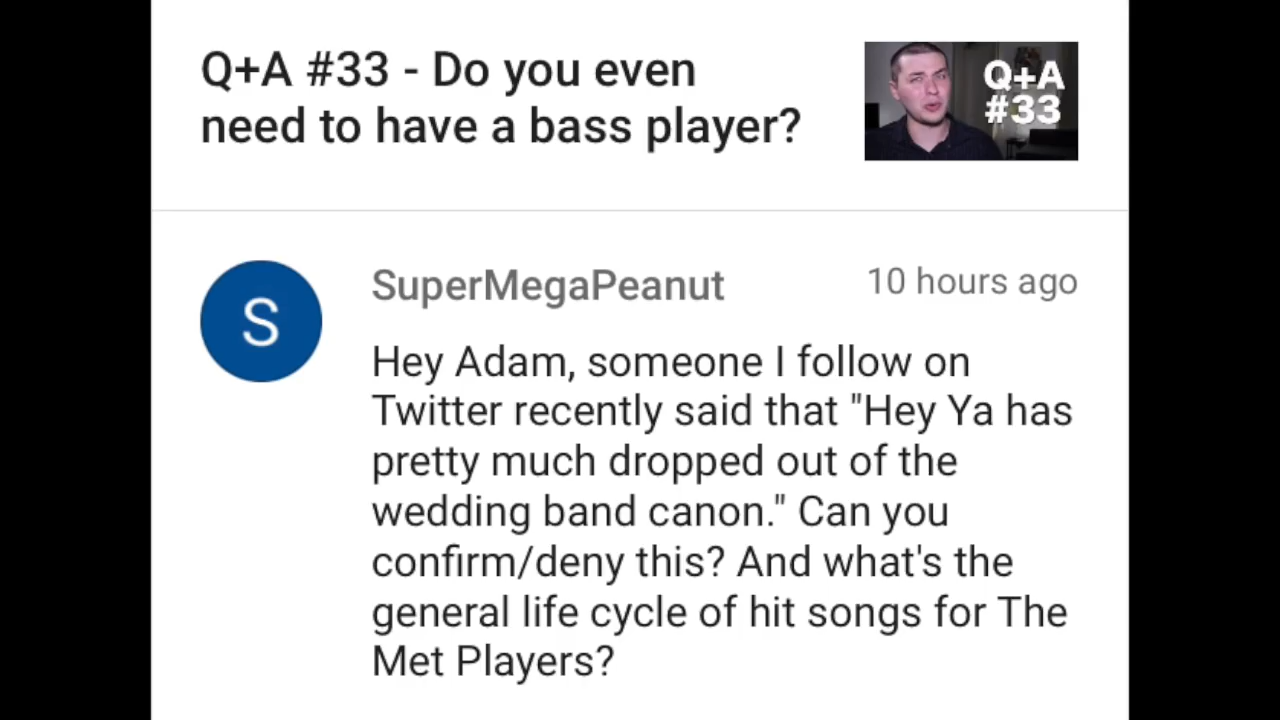 Q+A #33 - Do you even
need to have a bass player?
Q+A
#33
S
SuperMegaPeanut
10 hours ago
Hey Adam, someone I follow on
Twitter recently said that "Hey Ya has
pretty much dropped out of the
wedding band canon." Can you
confirm/deny this? And what's the
general life cycle of hit songs for The
Met Players?